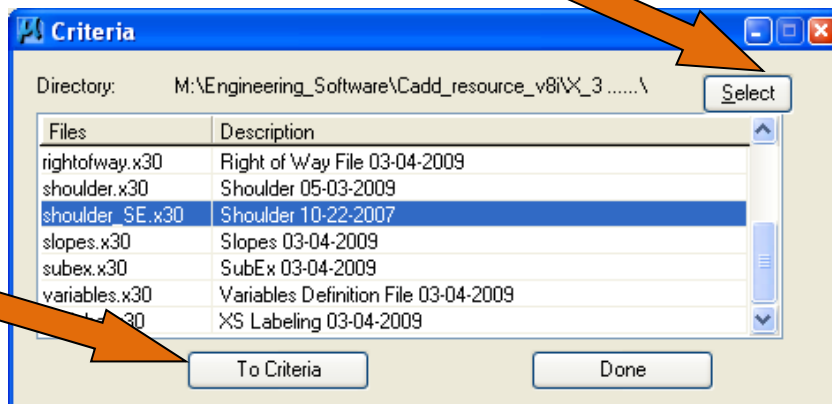 Criteria
Directory: M:\Engineering_Software\Cadd_resource_v8i\X_3 ......\ Select
Files Description
rightofway.x30 Right of Way File 03-04-2009
shoulder.x30 Shoulder 05-03-2009
shoulder_SE.x30 Shoulder 10-22-2007
slopes.x30 Slopes 03-04-2009
subex.x30 SubEx 03-04-2009
variables.x30 Variables Definition File 03-04-2009
XS Labeling 03-04-2009
To Criteria Done